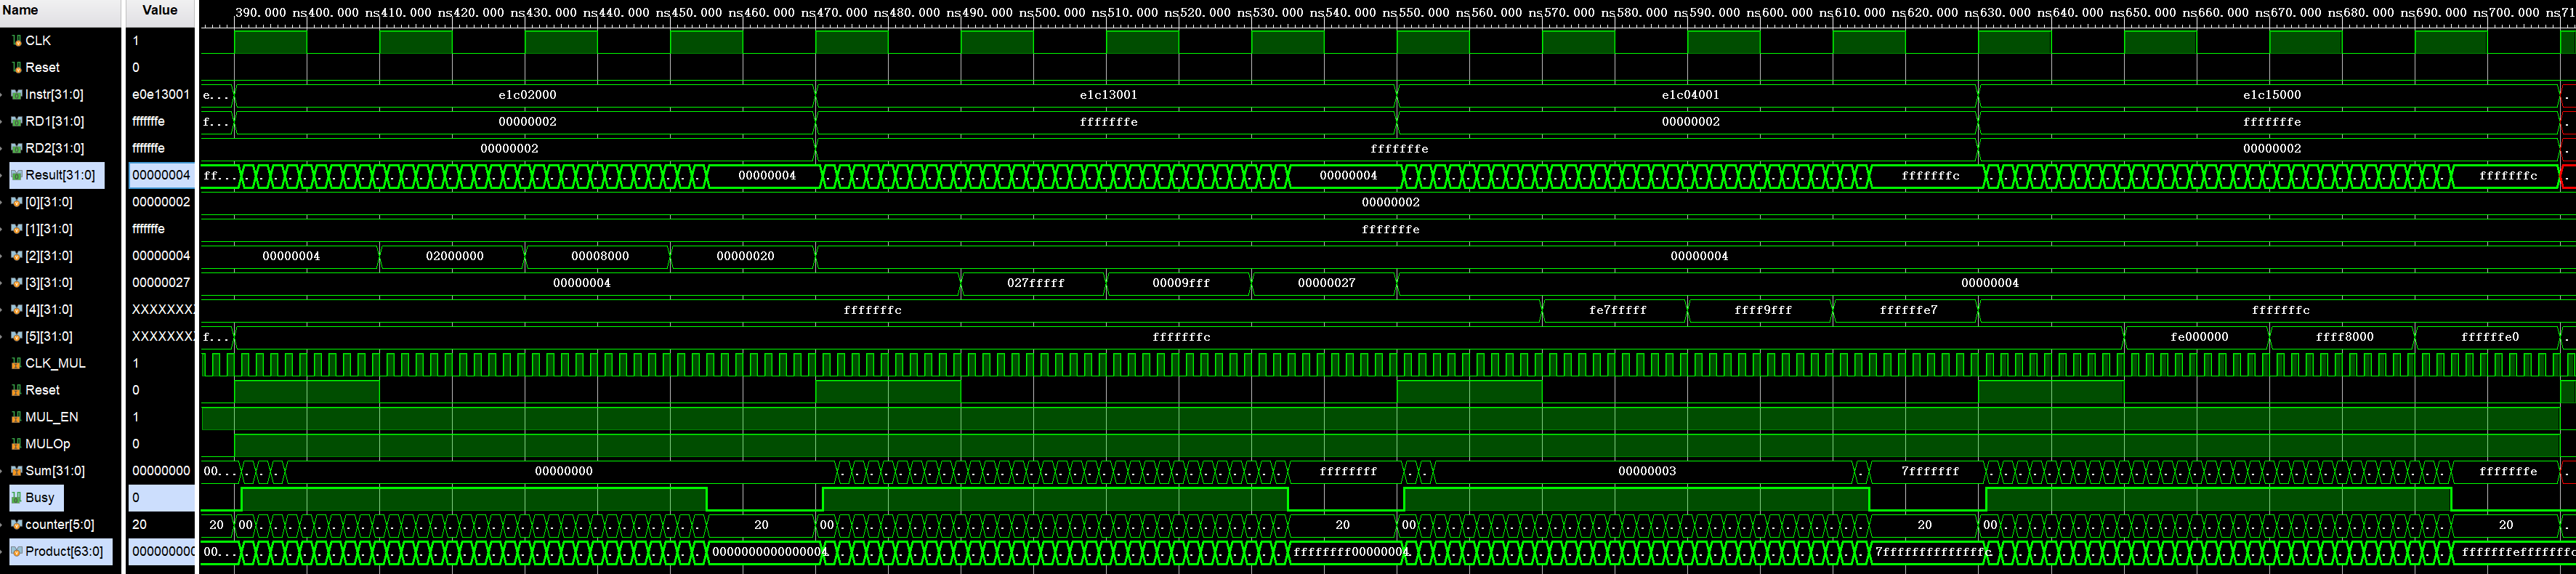 Name Value 390.000 ns 400.000 ns 410.000 ns 420.000 ns 430.000 ns 440.000 ns 450.000 ns 460.000 ns 470.000 ns 480.000 ns 490.000 ns 500.000 ns 510.000 ns 520.000 ns 530.000 ns 540.000 ns 550.000 ns 560.000 ns 570.000 ns 580.000 ns 590.000 ns 600.000 ns 610.000 ns 620.000 ns 630.000 ns 640.000 ns 650.000 ns 660.000 ns 670.000 ns 680.000 ns 690.000 ns 700.000 ns 71
CLK 1
Reset 0
Instr[31:0] e0e13001 e... e1c02000 e1c13001 e1c04001 e1c15000
RD1[31:0] fffffffe f... 00000002 fffffffe 00000002 fffffffe
RD2[31:0] fffffffe 00000002 fffffffe 00000002
Result[31:0] 00000004 ff... 00000004 00000004 fffffffc fffffffc
[0][31:0] 00000002 00000002
[1][31:0] fffffffe fffffffe
[2][31:0] 00000004 00000004 02000000 00008000 00000020 00000004
[3][31:0] 00000027 00000004 027fffff 00009fff 00000027 00000004
[4][31:0] XXXXXXX fffffffc fe7fffff ffff9fff ffffffe7 fffffffc
[5][31:0] XXXXXXX f... fffffffc fe000000 ffff8000 ffffffe0
CLK_MUL 1
Reset 0
MUL_EN 1
MULOp 0
Sum[31:0] 00000000 00... 00000000 ffffffff 00000003 7fffffff fffffffe
Busy 0
counter[5:0] 20 20 00 20 00 20 00 20 00 20
Product[63:0] 000000000 00... 0000000000000004 ffffffff00000004 7ffffffffffffffc fffffffefffffffc